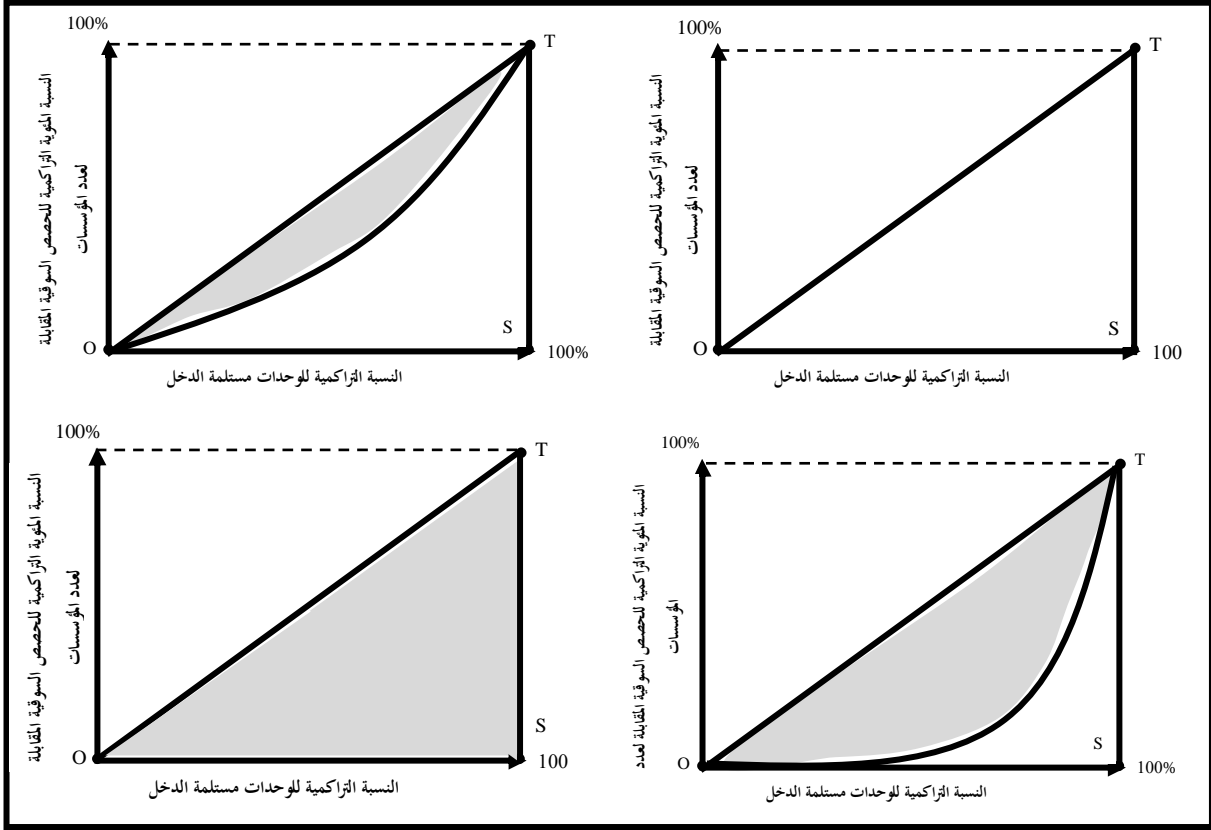 100%
T
النسبة المئوية التراكمية للحصص السوقية المقابلة
لعدد المؤسسات
S
O
100%
النسبة التراكمية للوحدات مستلمة الدخل
100%
T
النسبة المئوية التراكمية للحصص السوقية المقابلة
لعدد المؤسسات
S
O
100
النسبة التراكمية للوحدات مستلمة الدخل
100%
T
النسبة المئوية التراكمية للحصص السوقية المقابلة
لعدد المؤسسات
S
O
100
النسبة التراكمية للوحدات مستلمة الدخل
100%
T
النسبة المئوية التراكمية للحصص السوقية المقابلة لعدد
المؤسسات
S
O
100%
النسبة التراكمية للوحدات مستلمة الدخل